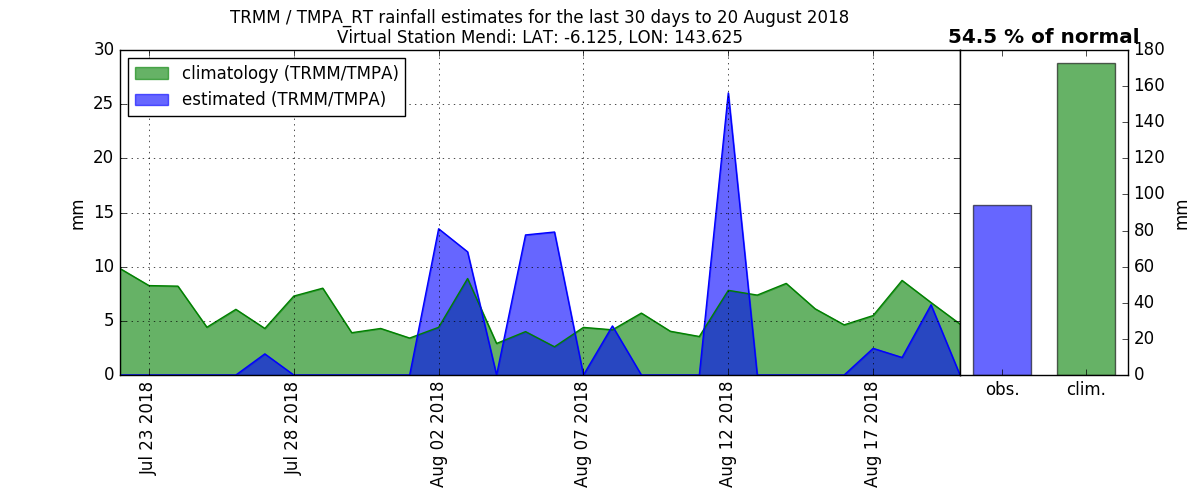 TRMM / TMPA_RT rainfall estimates for the last 30 days to 20 August 2018
Virtual Station Mendi: LAT: -6.125, LON: 143.625
54.5 % of normal
climatology (TRMM/TMPA)
estimated (TRMM/TMPA)
30
25
20
15
10
5
0
mm
Jul 23 2018
Jul 28 2018
Aug 02 2018
Aug 07 2018
Aug 12 2018
Aug 17 2018
obs.
clim.
180
160
140
120
100
80
60
40
20
0
mm